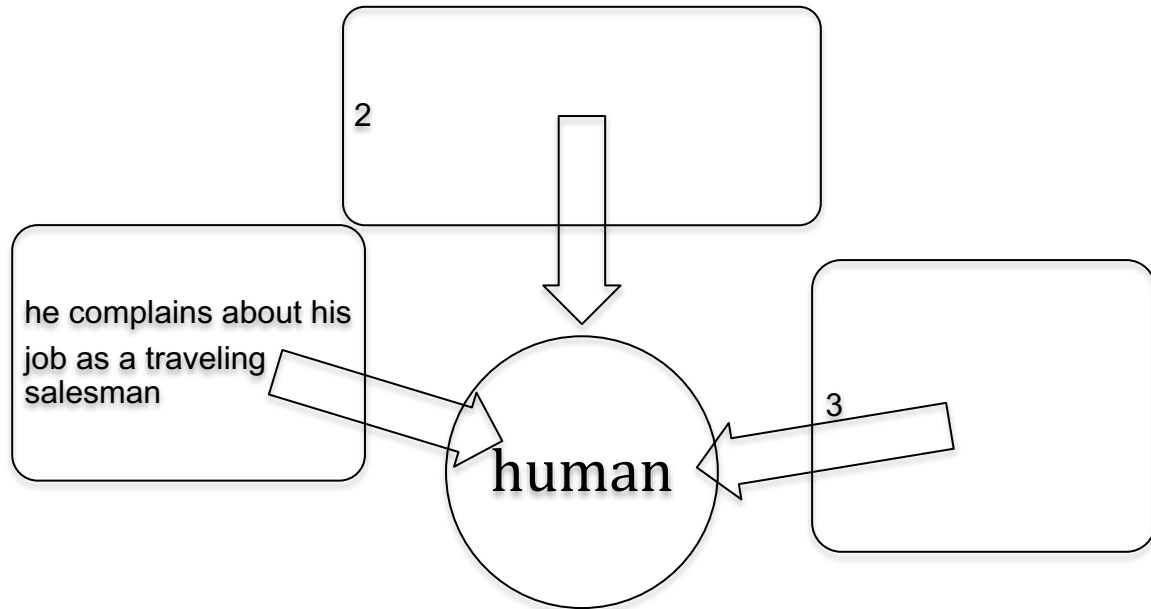 2
he complains about his
job as a traveling
salesman
3
human